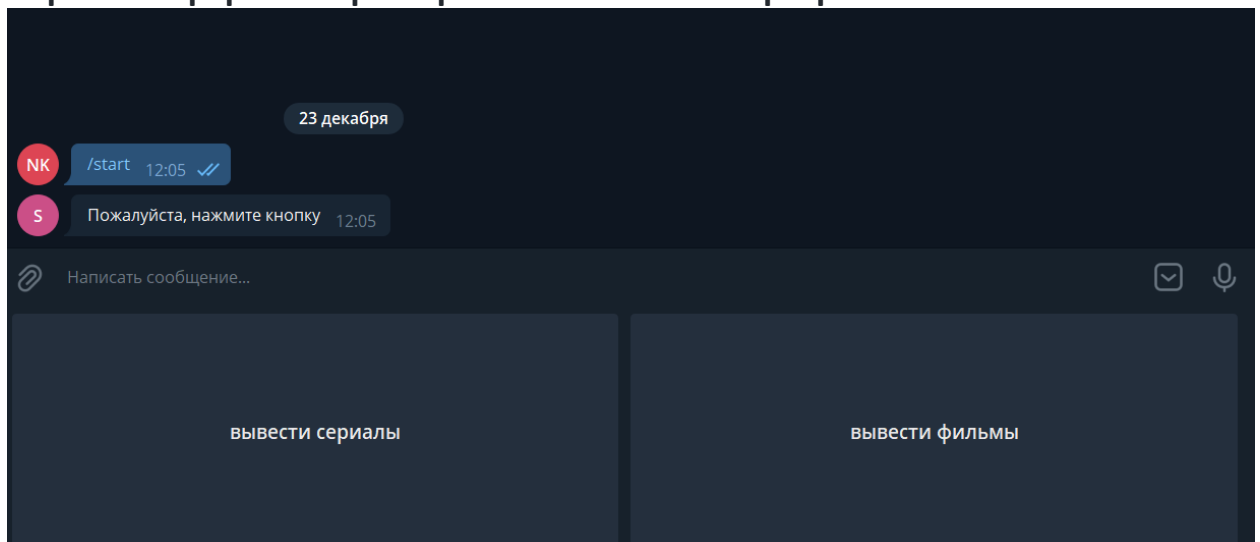 23 декабря
NK
/start 12:05
S
Пожалуйста, нажмите кнопку 12:05
Написать сообщение...
вывести сериалы
вывести фильмы